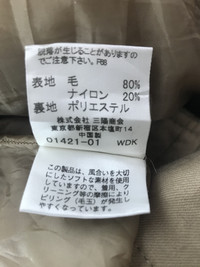 脱落が生じることがありますの
でご注意下さい。F68
表地 毛 80%
ナイロン 20%
裏地 ポリエステル
株式会社 三陽商会
東京都新宿区本塩町14
中国製
01421-01 WDK
この製品は、風合いを大切
にしたソフトな素材を使用
していますので、着用、クリ
ーニング等の摩擦により
ピリング(毛玉)が発生し
やすくなっています。